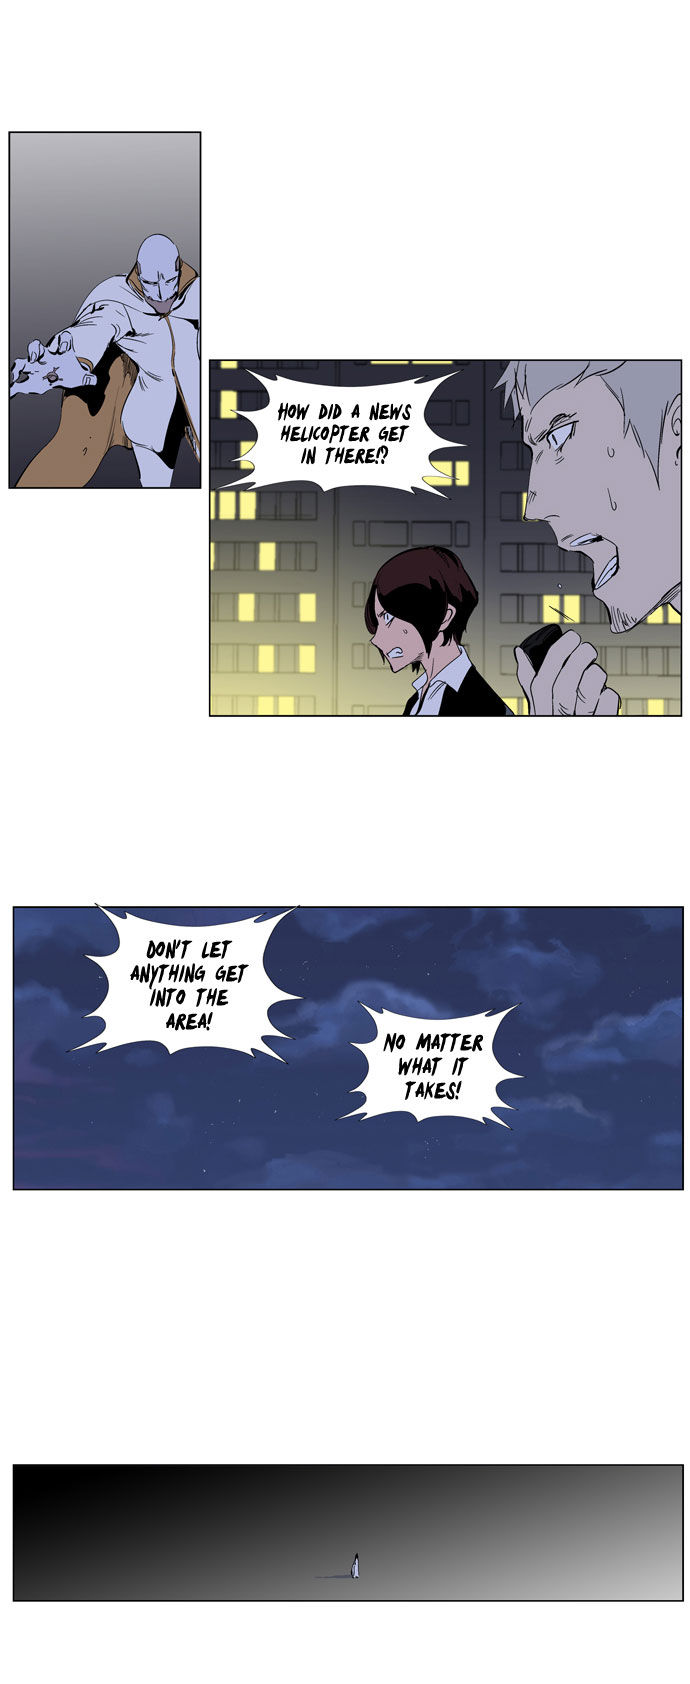 HOW DID A NEWS
HELICOPTER GET
IN THERE!?
DON'T LET
ANYTHING GET
INTO THE
AREA!
NO MATTER
WHAT IT
TAKES!